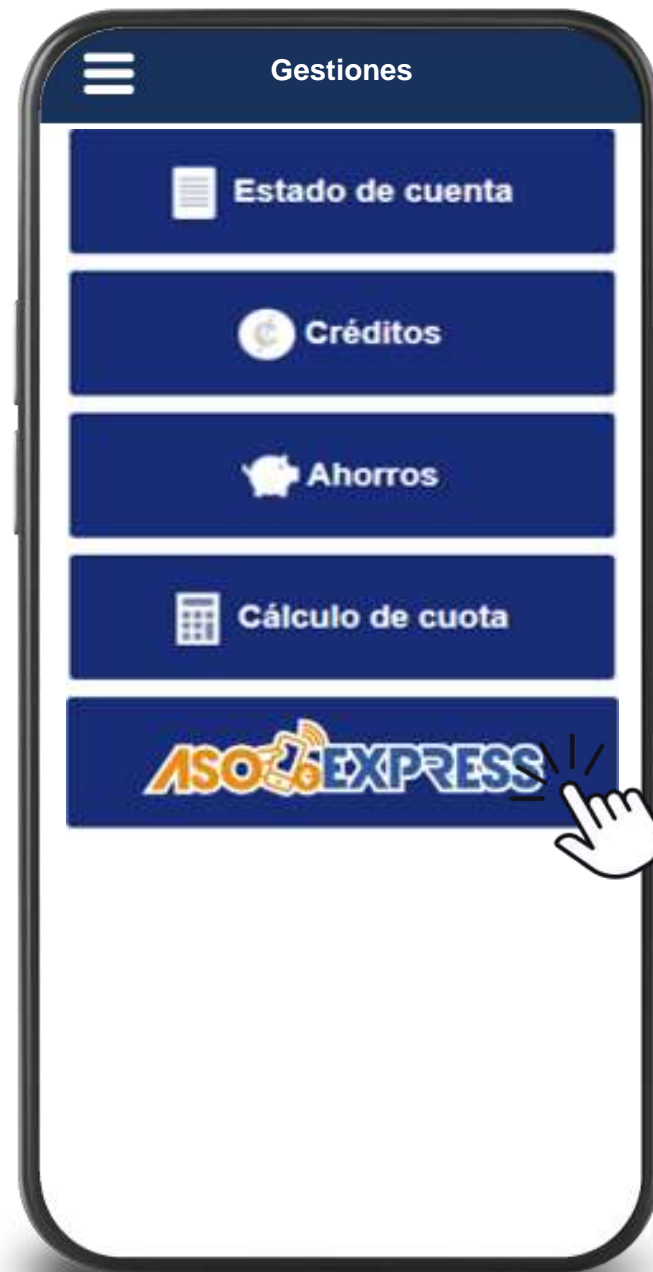 Gestiones
Estado de cuenta
Créditos
Ahorros
Cálculo de cuota
ASOEXPRESS